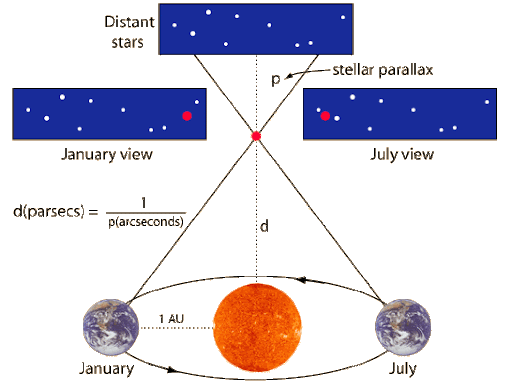 Distant
stars
p
stellar parallax
January view
July view
d(parsecs) = 1
p(arcseconds)
d
1 AU
January
July